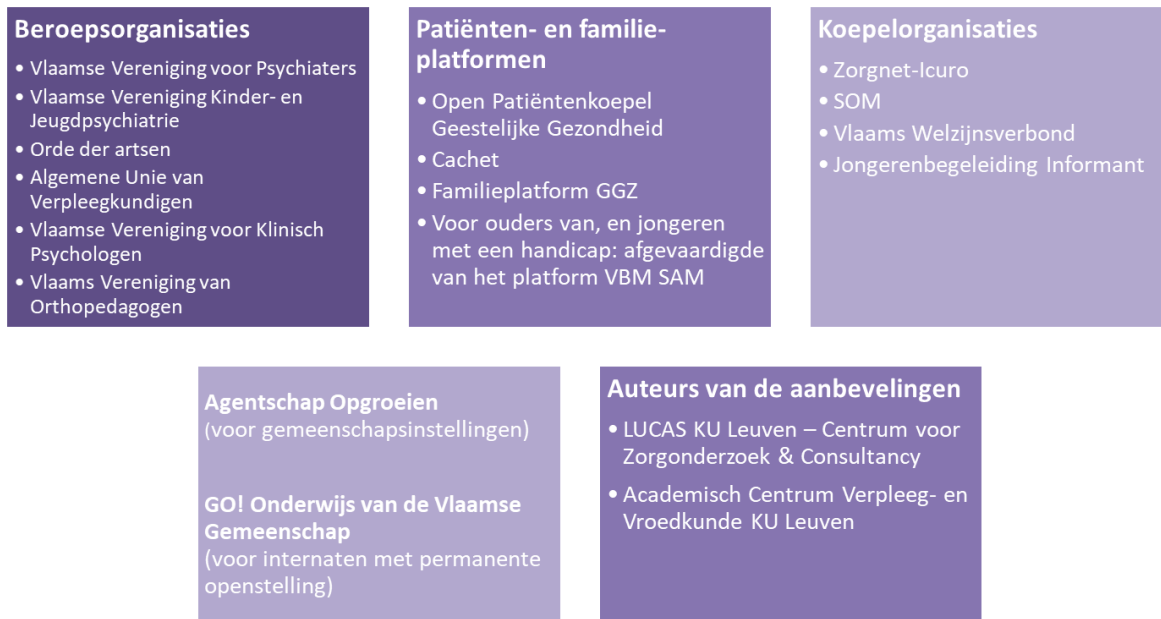 Beroepsorganisaties
• Vlaamse Vereniging voor Psychiaters
• Vlaamse Vereniging Kinder- en
Jeugdpsychiatrie
• Orde der artsen
• Algemene Unie van
Verpleegkundigen
• Vlaamse Vereniging voor Klinisch
Psychologen
• Vlaams Vereniging van
Orthopedagogen
Patiënten- en familie-
platformen
• Open Patiëntenkoepel
Geestelijke Gezondheid
• Cachet
• Familieplatform GGZ
• Voor ouders van, en jongeren
met een handicap: afgevaardigde
van het platform VBM SAM
Koepelorganisaties
• Zorgnet-Icuro
• SOM
• Vlaams Welzijnsverbond
• Jongerenbegeleiding Informant
Agentschap Opgroeien
(voor gemeenschapsinstellingen)
GO! Onderwijs van de Vlaamse
Gemeenschap
(voor internaten met permanente
openstelling)
Auteurs van de aanbevelingen
• LUCAS KU Leuven – Centrum voor
Zorgonderzoek & Consultancy
• Academisch Centrum Verpleeg- en
Vroedkunde KU Leuven